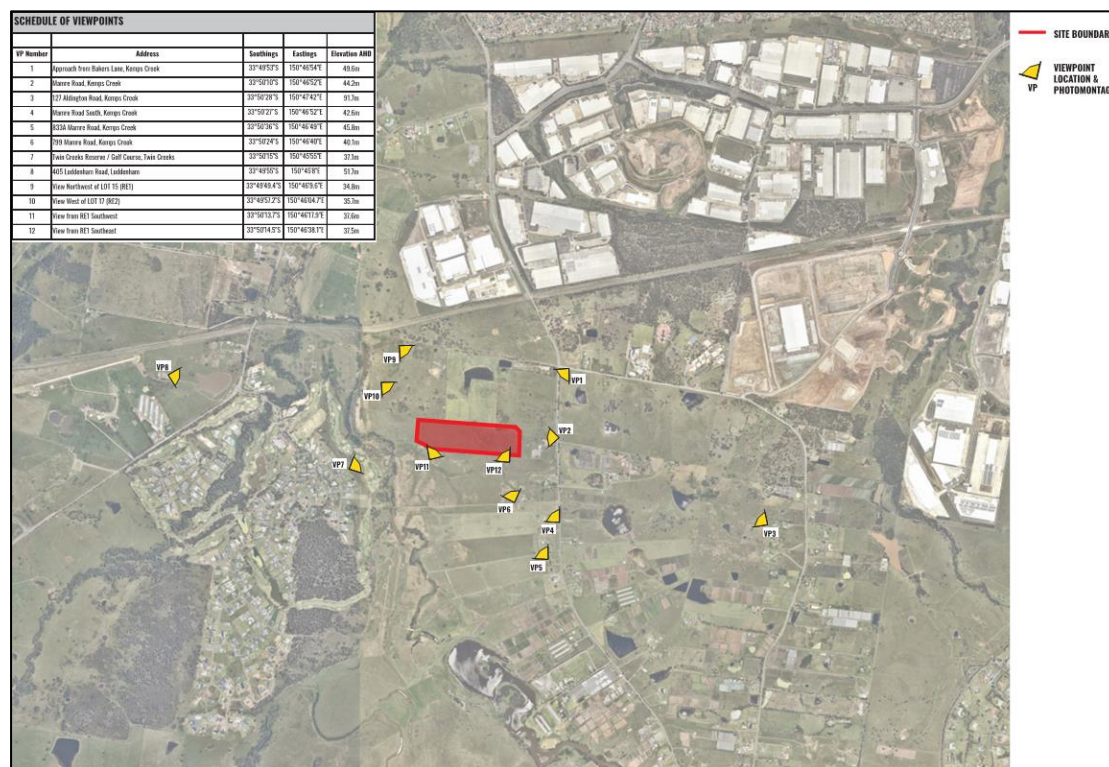 SCHEDULE OF VIEWPOINTS
VP Number Address Southings Eastings Elevation AHD
1 Approach from Bakers Lane, Kemps Creek 33°49'53"S 150°46'54"E 49.6m
2 Mamre Road, Kemps Creek 33°50'10"S 150°46'52"E 44.2m
3 127 Aldington Road, Kemps Creek 33°50'28"S 150°47'42"E 91.7m
4 Mamre Road South, Kemps Creek 33°50'27"S 150°46'52"E 42.6m
5 833A Mamre Road, Kemps Creek 33°50'36"S 150°46'49"E 45.8m
6 799 Mamre Road, Kemps Creek 33°50'24"S 150°46'40"E 40.1m
7 Twin Creeks Reserve / Golf Course, Twin Creeks 33°50'15"S 150°45'55"E 37.1m
8 405 Luddenham Road, Luddenham 33°49'55"S 150°45'8"E 51.7m
9 View Northwest of LOT 15 (RE1) 33°49'49.4"S 150°46'9.6"E 34.8m
10 View West of LOT 17 (RE2) 33°49'57.2"S 150°46'04.7"E 35.7m
11 View from RE1 Southwest 33°50'13.7"S 150°46'17.9"E 37.6m
12 View from RE1 Southeast 33°50'14.5"S 150°46'38.1"E 37.5m
SITE BOUNDAR
VIEWPOINT
LOCATION &
PHOTOMONTAG
VP
VP9
VP8
VP1
VP10
VP2
VP11
VP12
VP7
VP6
VP4
VP3
VP5